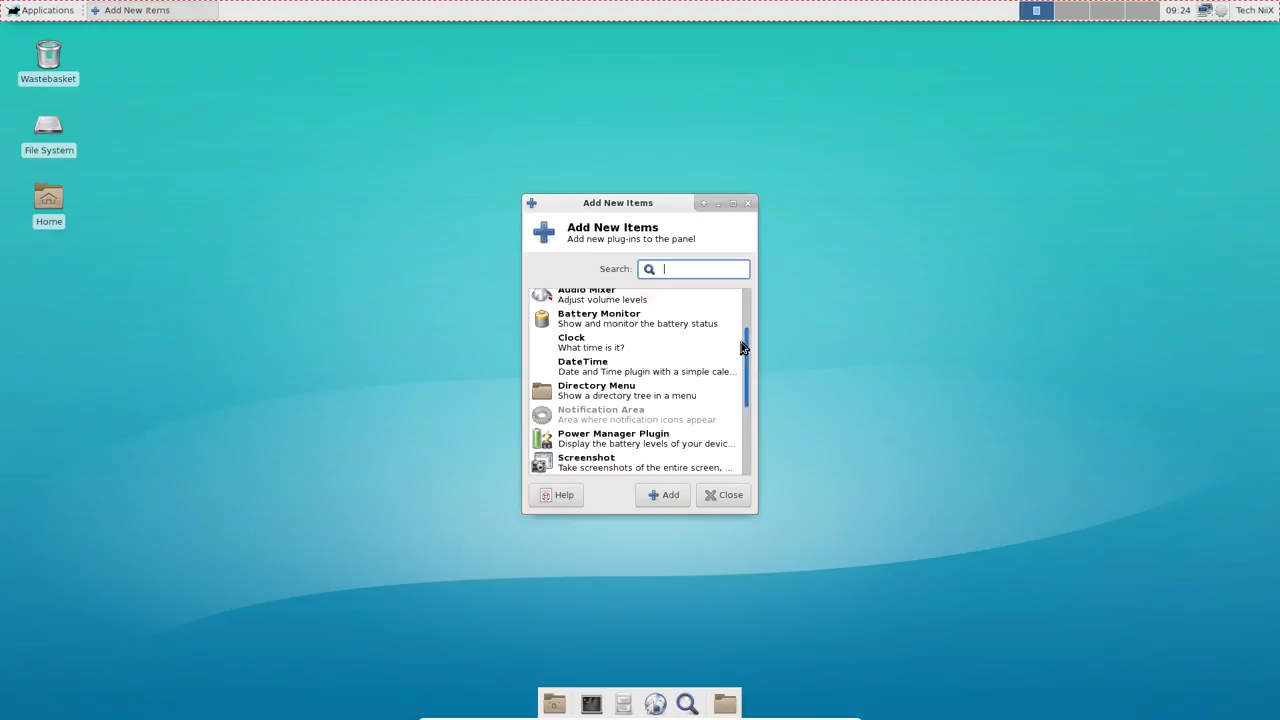 Applications
Add New Items
09:24
Tech NiiX
Wastebasket
File System
Home
Add New Items
Add New Items
Add new plug-ins to the panel
Search:
Audio Mixer
Adjust volume levels
Battery Monitor
Show and monitor the battery status
Clock
What time is it?
DateTime
Date and Time plugin with a simple cale...
Directory Menu
Show a directory tree in a menu
Notification Area
Area where notification icons appear
Power Manager Plugin
Display the battery levels of your devic...
Screenshot
Take screenshots of the entire screen, ...
Help
Add
Close